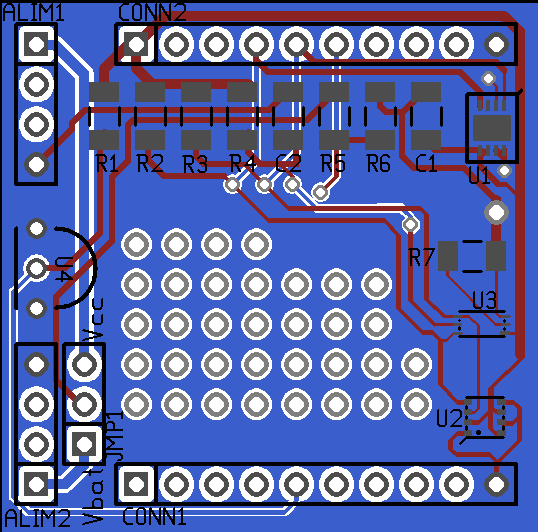 ALIM1
CONN2
R1
R2
R3
R4
C2
R5
R6
C1
U1
U4
R7
U3
Vcc
U2
JMP1
Vbat
ALIM2
CONN1